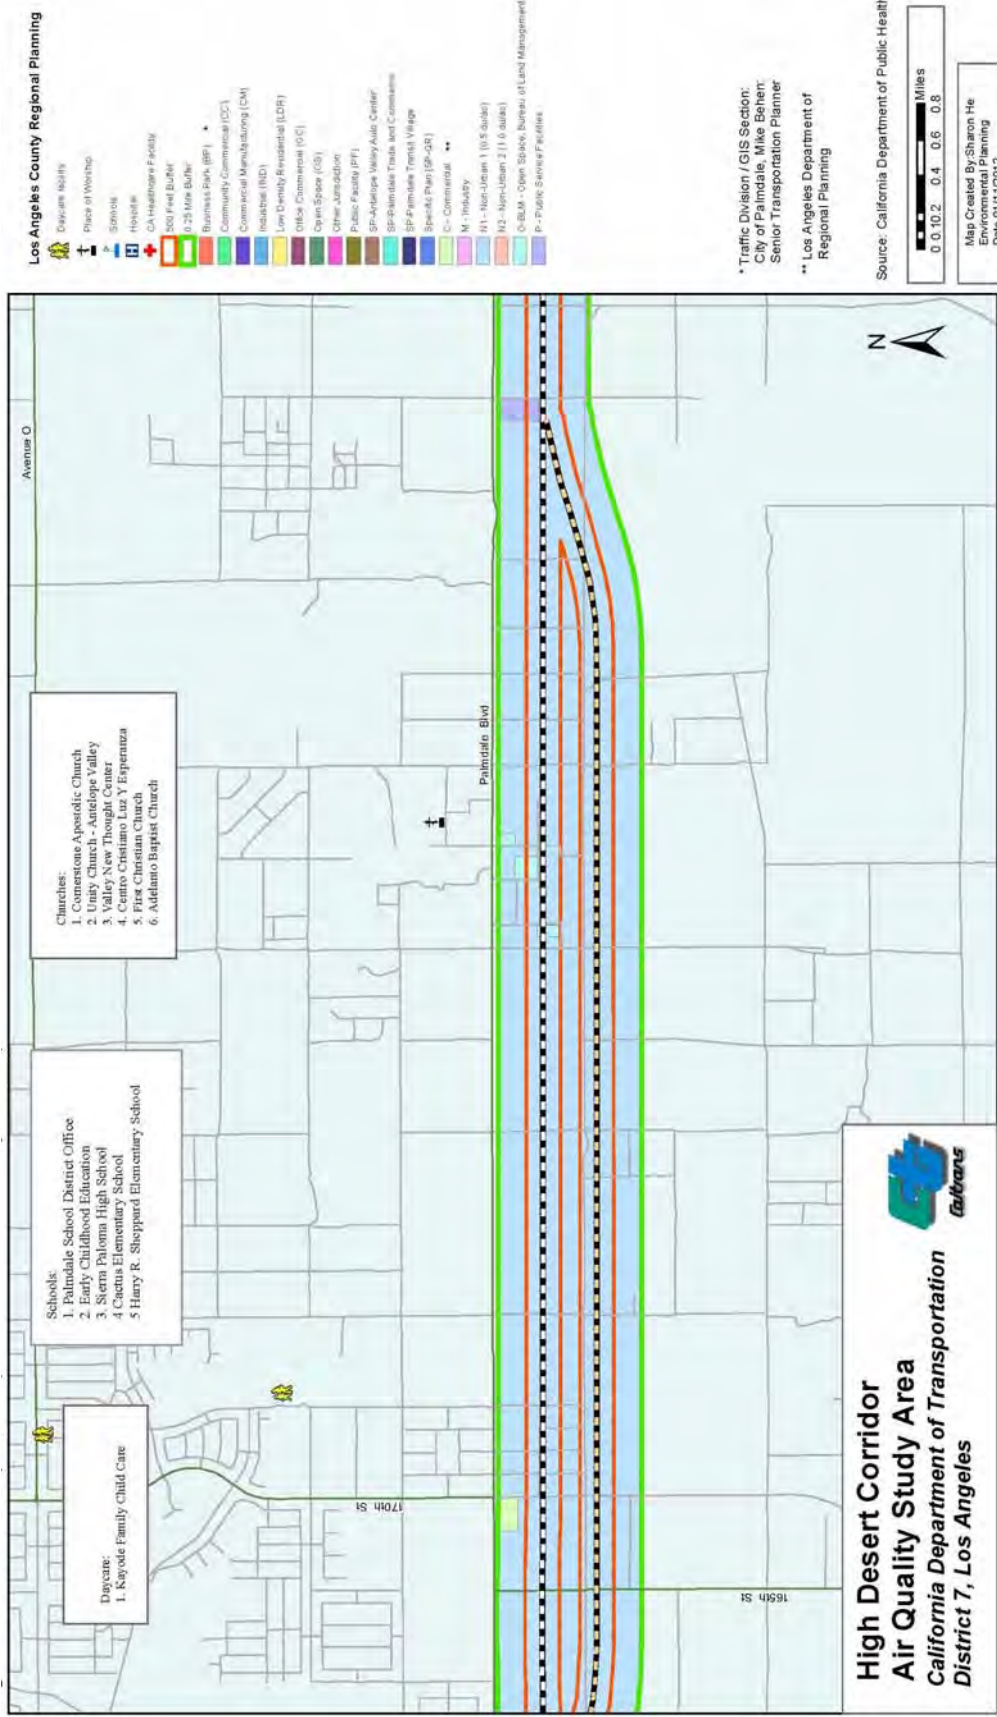 Avenue O
Daycare:
1. Kayode Family Child Care
Schools:
1. Palmdale School District Office
2. Early Childhood Education
3. Sierra Paloma High School
4 Cactus Elementary School
5 Harry R. Sheppard Elementary School
Churches:
1. Cornerstone Apostolic Church
2. Unity Church - Antelope Valley
3. Valley New Thought Center
4. Centro Cristiano Luz Y Esperanza
5. First Christian Church
6. Adelanto Baptist Church
170th St
Palmdale Blvd
165th St
N
High Desert Corridor
Air Quality Study Area
California Department of Transportation
District 7, Los Angeles
Caltrans
Los Angeles County Regional Planning
Daycare facility
Place of Worship
Schools
Hospital
CA Healthcare Facility
500 Feet Buffer
0.25 Mile Buffer
Business Park (BP) *
Community Commercial (CC)
Commercial Manufacturing (CM)
Industrial (IND)
Low Density Residential (LDR)
Office Commercial (OC)
Open Space (OS)
Other Jurisdiction
Public Facility (PF)
SP-Antelope Valley Auto Center
SP-Palmdale Trade and Commerce
SP-Palmdale Transit Village
Specific Plan (SP-QR)
C - Commercial **
M - Industry
N1 - Non-Urban 1 (0.5 du/ac)
N2 - Non-Urban 2 (1.0 du/ac)
O-BLM - Open Space, Bureau of Land Management
P - Public Service Facilities
* Traffic Division / GIS Section:
City of Palmdale, Mike Behen:
Senior Transportation Planner
** Los Angeles Department of
Regional Planning
Source: California Department of Public Health
0 0.10.2 0.4 0.6 0.8
Miles
Map Created By:Sharon He
Environmental Planning